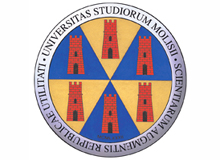 · UNIVERSITAS STUDIORUM MOLISII · SCIENTIARUM AUGMENTIS REIPUBLICAE UTILITATI